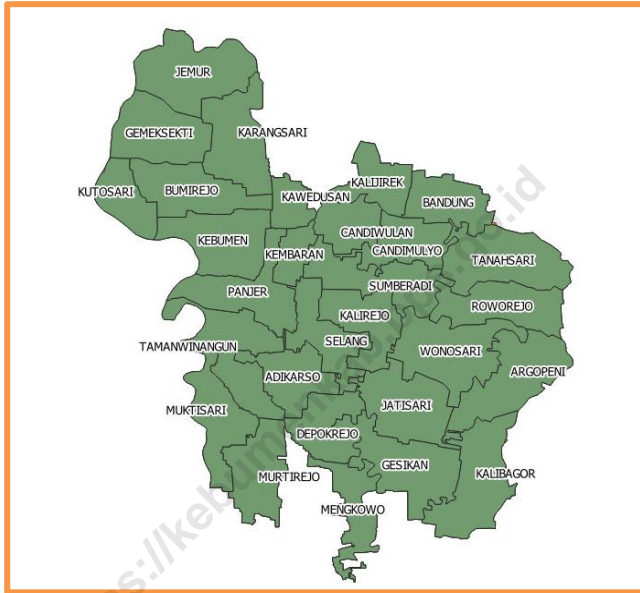 JEMUR
GEMEKSEKTI
KARANGSARI
KUTOSARI
BUMIREJO
KAWEDUSAN
KALIJIREK
BANDUNG
KEBUMEN
KEMBARAN
CANDIWULAN
CANDIMULYO
TANAHSARI
PANJER
SUMBERADI
ROWOREJO
KALIREJO
TAMANWINANGUN
SELANG
WONOSARI
ARGOPENI
ADIKARSO
MUKTISARI
JATISARI
DEPOKREJO
GESIKAN
MURTIREJO
KALIBAGOR
MENGKOWO